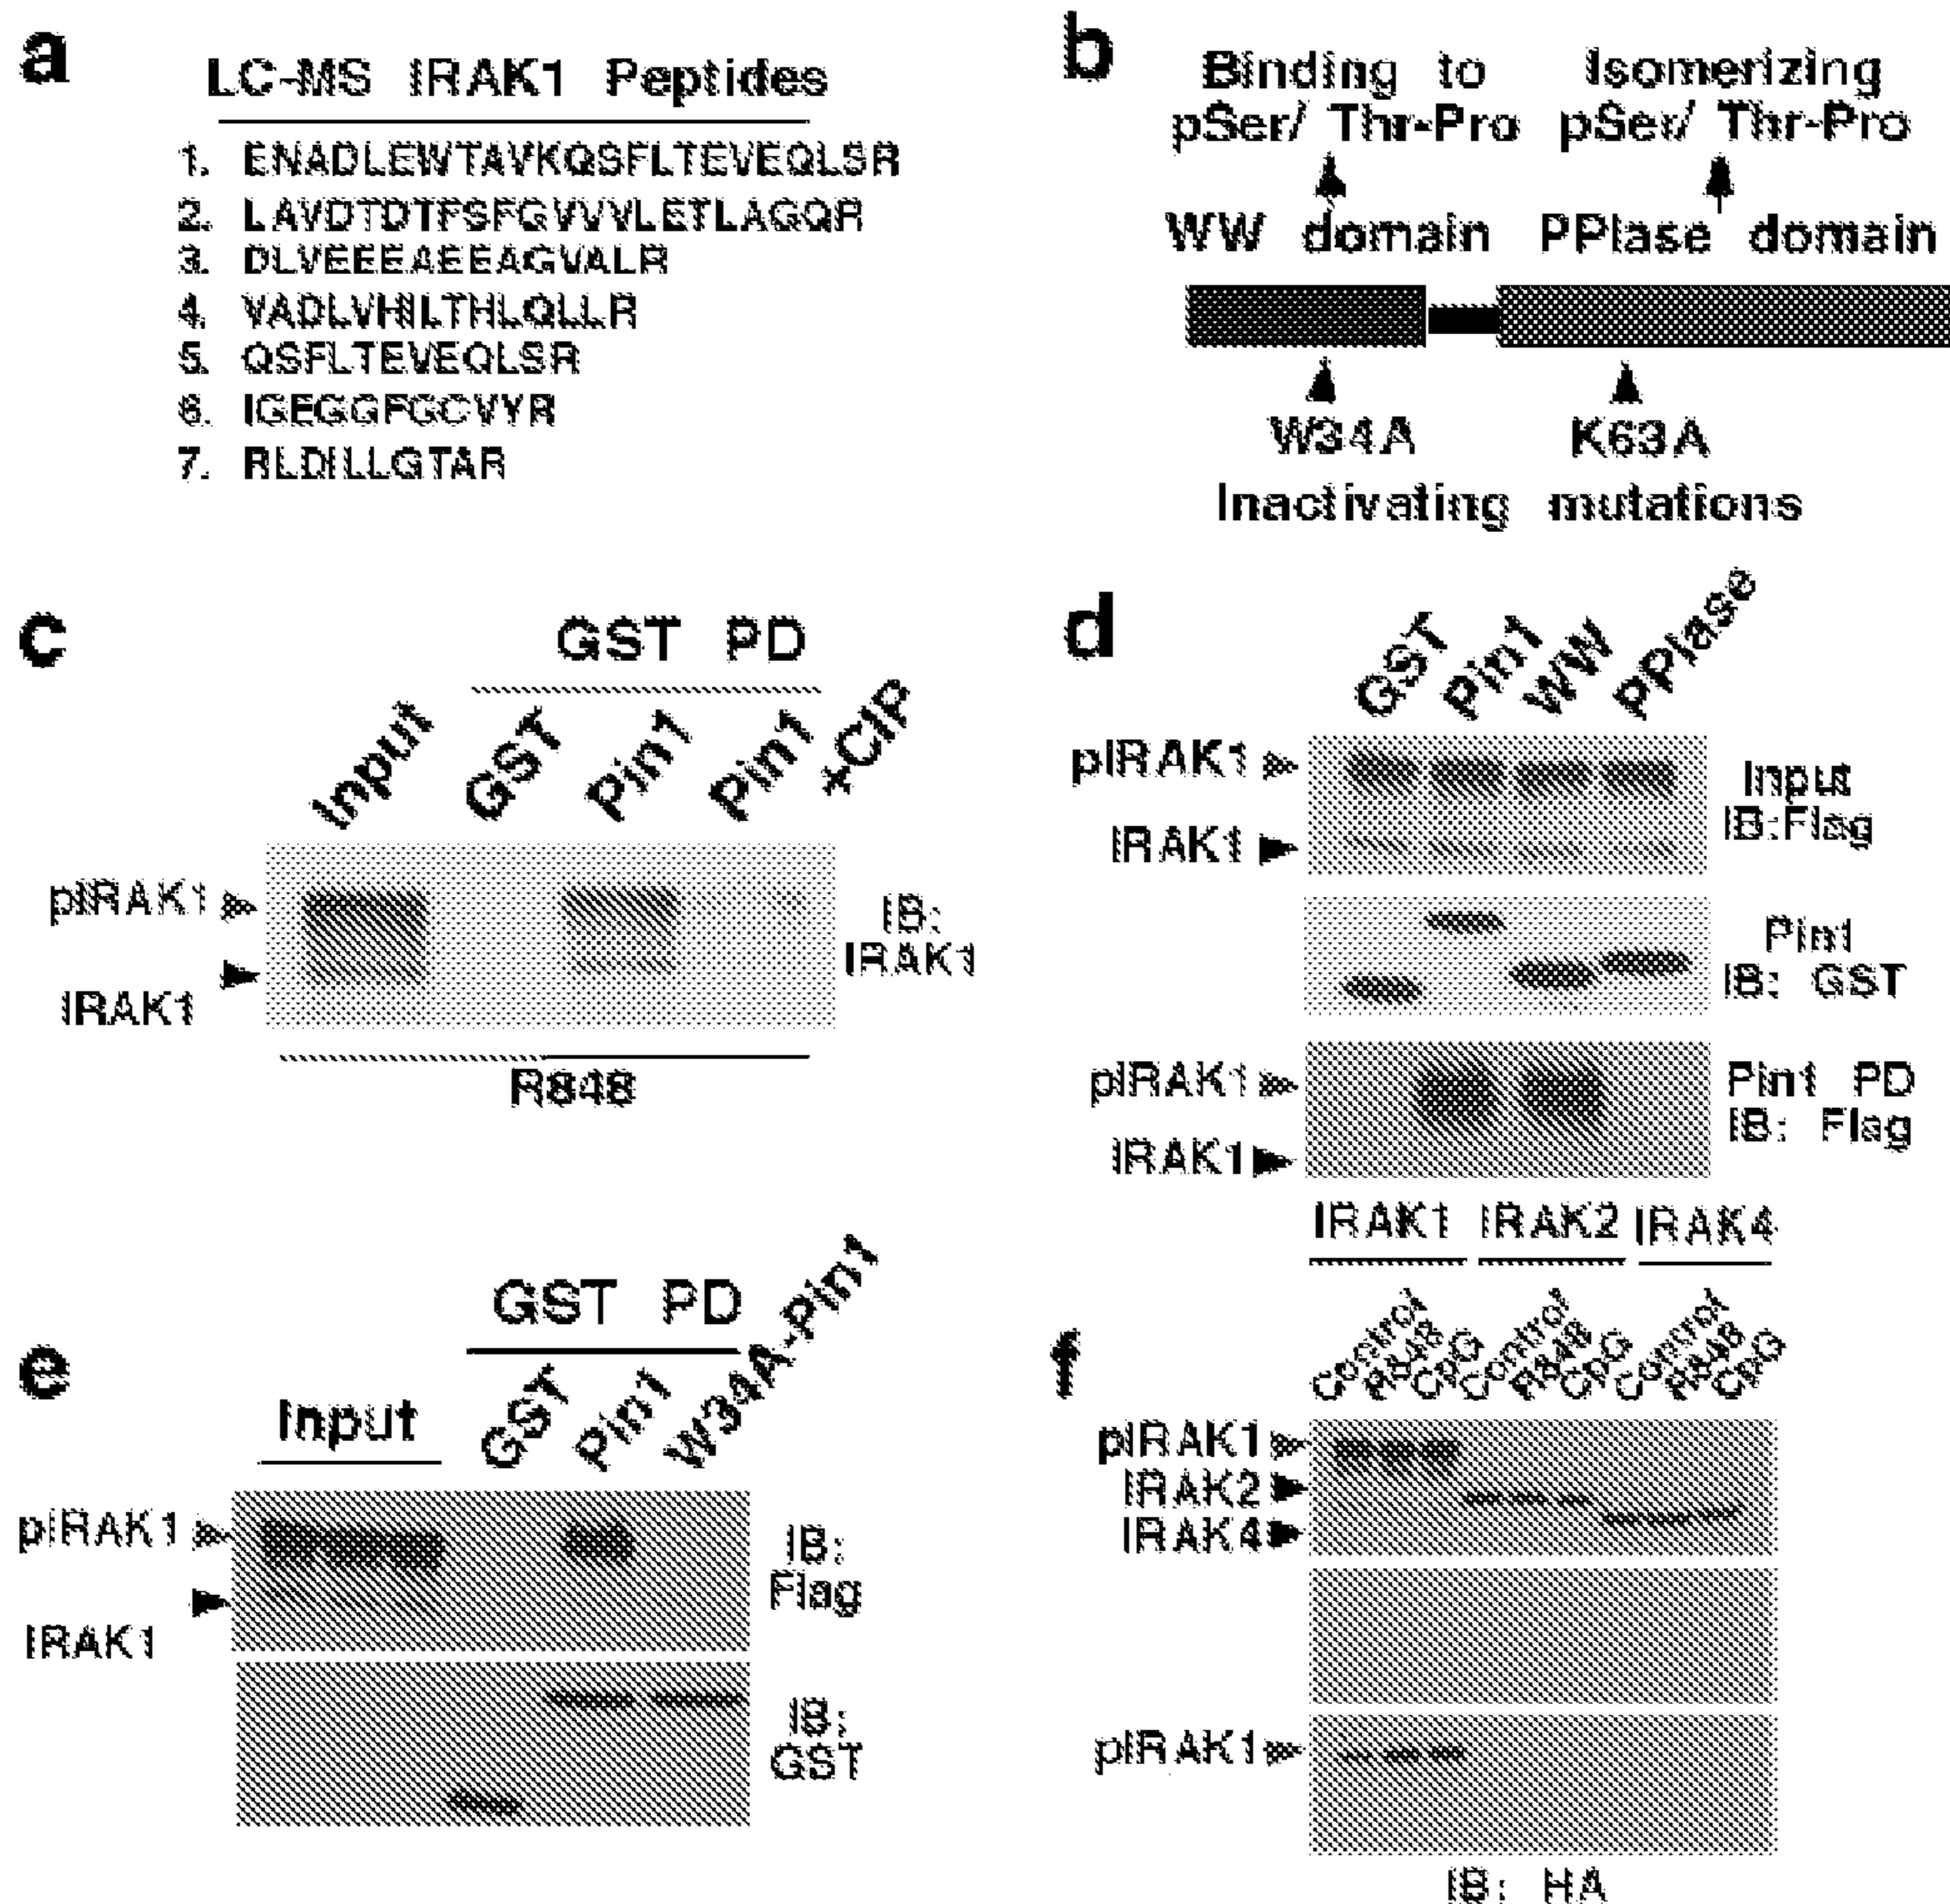 a
LC-MS IRAK1 Peptides
1. ENADLEWTAVKQSFLTEVEQLSR
2. LAVDTDTFSFGVVVLETLAGQR
3. DLVEEEAEEAGVALR
4. VADLVHILTHLQLLR
5. QSFLTEVEQLSR
6. IGEGGFGCVYR
7. RLDILLGTAR
b
Binding to
pSer/ Thr-Pro
Isomerizing
pSer/ Thr-Pro
WW domain
PPIase domain
W34A
K63A
Inactivating mutations
c
GST PD
Input
GST
Pin1
Pin1
+CIP
pIRAK1
IRAK1
IB:
IRAK1
R848
d
GST
Pin1
WW
PPIase
pIRAK1
IRAK1
Input
IB:Flag
Pin1
IB: GST
pIRAK1
IRAK1
Pin1 PD
IB: Flag
e
GST PD
Input
GST
Pin1
W34A-Pin1
pIRAK1
IRAK1
IB:
Flag
IB:
GST
f
IRAK1
IRAK2
IRAK4
Control
R848
CpG
Control
R848
CpG
Control
R848
CpG
pIRAK1
IRAK2
IRAK4
pIRAK1
IB: HA